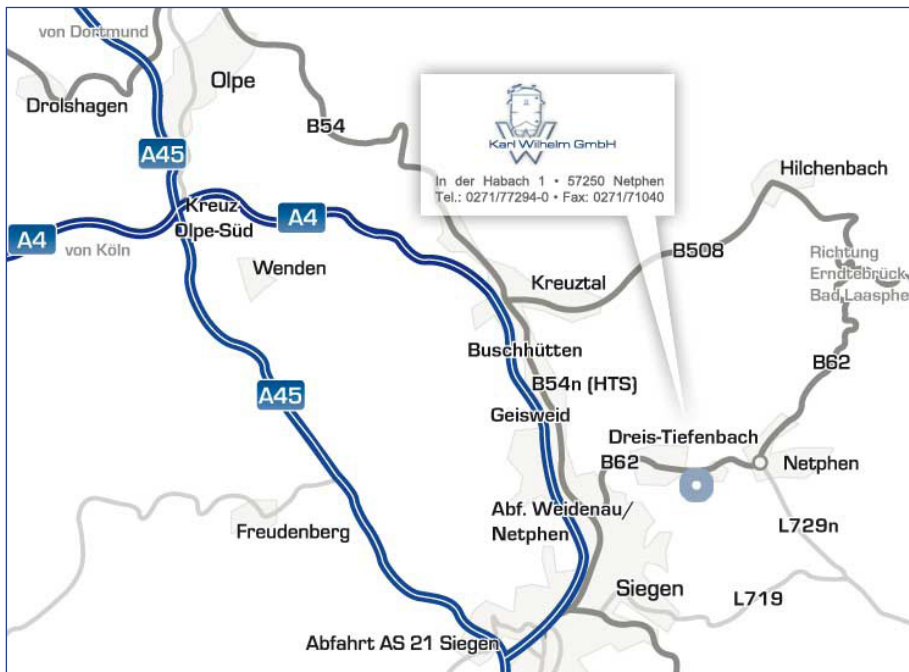 von Dortmund
Olpe
Drolshagen
B54
A45
Karl Wilhelm GmbH
In der Habach 1 • 57250 Netphen
Tel.: 0271/77294-0 • Fax: 0271/71040
Hilchenbach
Kreuz
Olpe-Süd
A4
A4
von Köln
Wenden
B508
Richtung
Erndtebrück,
Bad Laasphe
Kreuztal
Buschhütten
B62
B54n (HTS)
A45
Geisweid
Dreis-Tiefenbach
B62
Netphen
Abf. Weidenau/
Netphen
Freudenberg
L729n
Siegen
L719
Abfahrt AS 21 Siegen